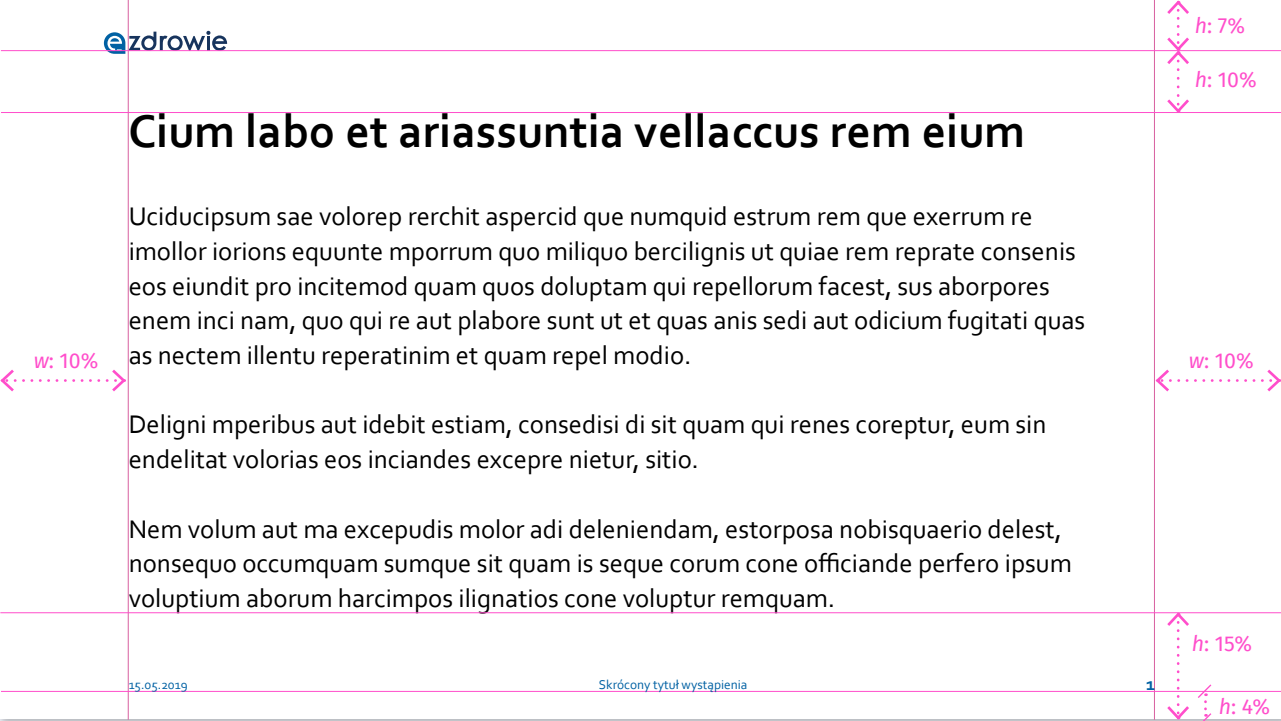 h: 7%
ezdrowie
h: 10%
Cium labo et ariassuntia vellaccus rem eium
Uciducipsum sae volorep rerchit aspercid que numquid estrum rem que exerrum re
imollor iorions equunte mporrum quo miliquo bercilignis ut quiae rem reprate consenis
eos eiundit pro incitemod quam quos doluptam qui repellorum facest, sus aborpores
enem inci nam, quo qui re aut plabore sunt ut et quas anis sedi aut odicium fugitati quas
as nectem illentu reperatinim et quam repel modio.
w: 10%
w: 10%
Deligni mperibus aut idebit estiam, consedisi di sit quam qui renes coreptur, eum sin
endelitat volorias eos inciandes excepre nietur, sitio.
Nem volum aut ma excepudis molor adi deleniendam, estorposa nobisquaerio delest,
nonsequo occumquam sumque sit quam is seque corum cone officiande perfero ipsum
voluptium aborum harcimpos ilignatios cone voluptur remquam.
h: 15%
15.05.2019
Skrócony tytuł wystąpienia
1
h: 4%